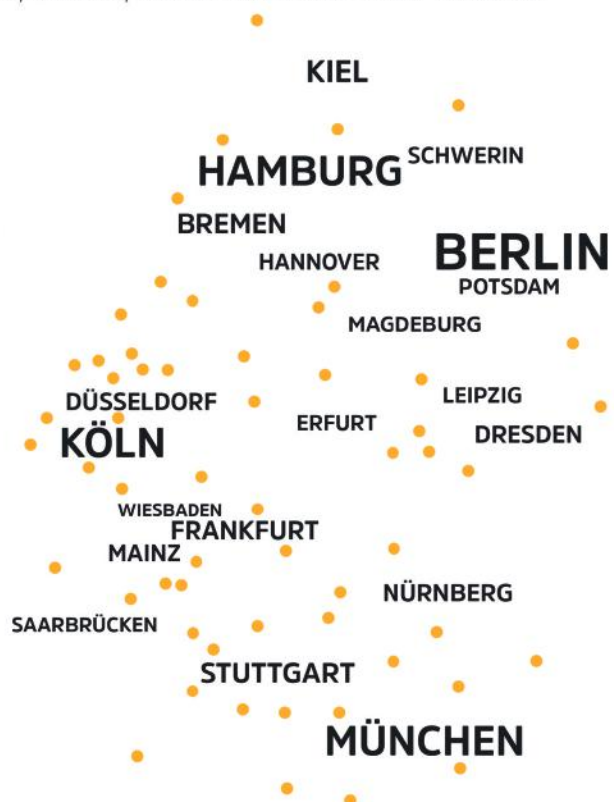 KIEL
SCHWERIN
HAMBURG
BREMEN
BERLIN
HANNOVER
POTSDAM
MAGDEBURG
LEIPZIG
DÜSSELDORF
ERFURT
DRESDEN
KÖLN
WIESBADEN
FRANKFURT
MAINZ
NÜRNBERG
SAARBRÜCKEN
STUTTGART
MÜNCHEN